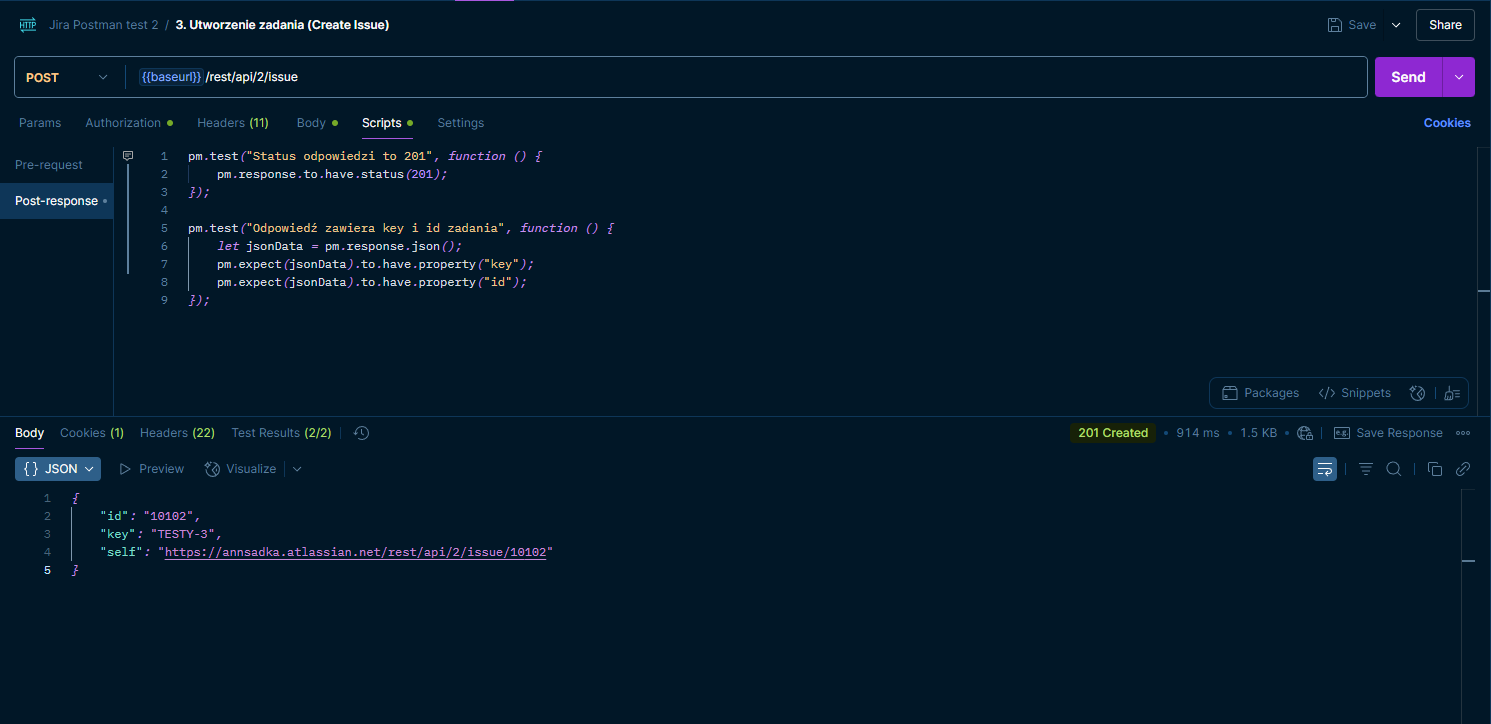 HTTP Jira Postman test 2 / 3. Utworzenie zadania (Create Issue) Save Share
POST {{baseurl}} /rest/api/2/issue Send
Params Authorization Headers (11) Body Scripts Settings Cookies
Pre-request
Post-response
1 pm.test("Status odpowiedzi to 201", function () {
2 pm.response.to.have.status(201);
3 });
4
5 pm.test("Odpowiedź zawiera key i id zadania", function () {
6 let jsonData = pm.response.json();
7 pm.expect(jsonData).to.have.property("key");
8 pm.expect(jsonData).to.have.property("id");
9 });
Packages </> Snippets
Body Cookies (1) Headers (22) Test Results (2/2) 201 Created • 914 ms • 1.5 KB • e.g. Save Response
{} JSON Preview Visualize
1 {
2 "id": "10102",
3 "key": "TESTY-3",
4 "self": "https://annsadka.atlassian.net/rest/api/2/issue/10102"
5 }